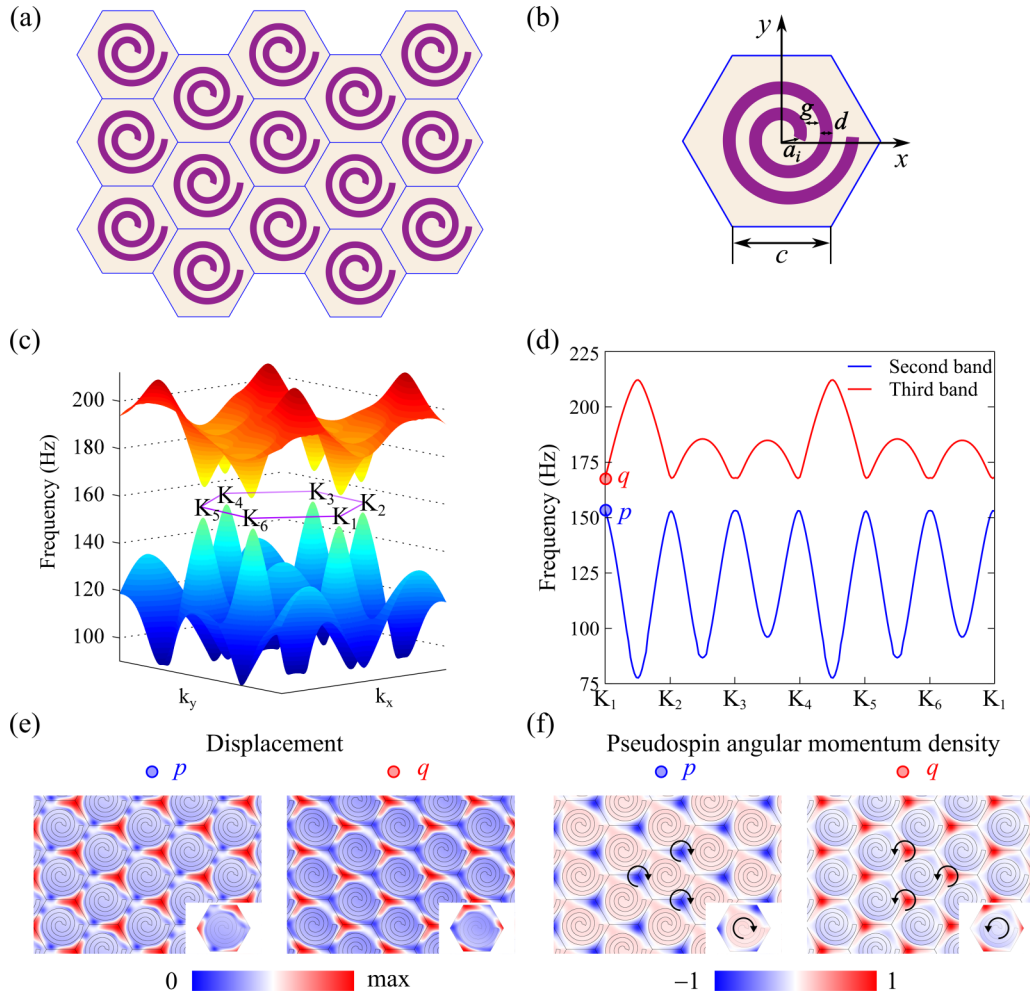 (a)
(b)
y
g
d
a_i
x
c
(c)
Frequency (Hz)
200
180
160
140
120
100
K₄
K₃
K₅
K₂
K₆
K₁
k_y
k_x
(d)
Frequency (Hz)
225
200
175
150
125
100
75
Second band
Third band
q
p
K₁ K₂ K₃ K₄ K₅ K₆ K₁
(e)
Displacement
p q
0 max
(f)
Pseudospin angular momentum density
p q
−1 1